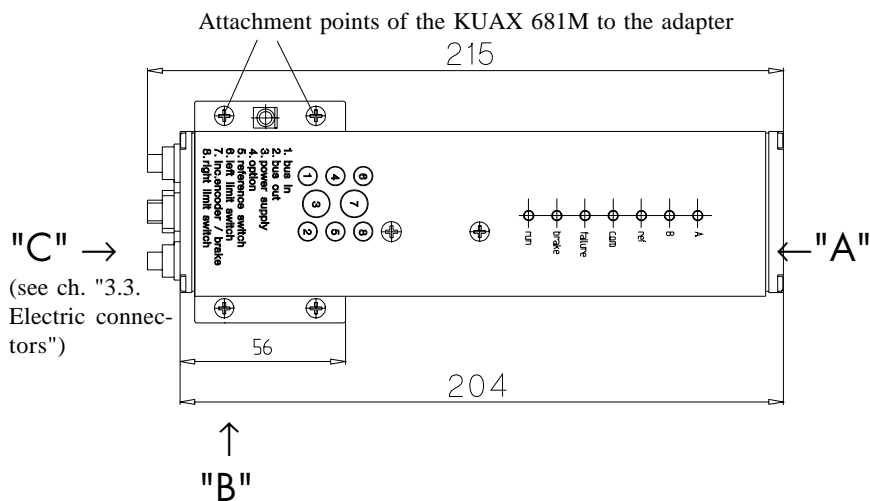 Attachment points of the KUAX 681M to the adapter
215
1. bus in
2. bus out
3. power supply
4. option
5. reference switch
6. left limit switch
7. inc.encoder / brake
8. right limit switch
1 4 6
3 7
2 5 8
run
brake
failure
com
ref
B
A
"C"
"A"
(see ch. "3.3.
Electric connec-
tors")
56
204
"B"